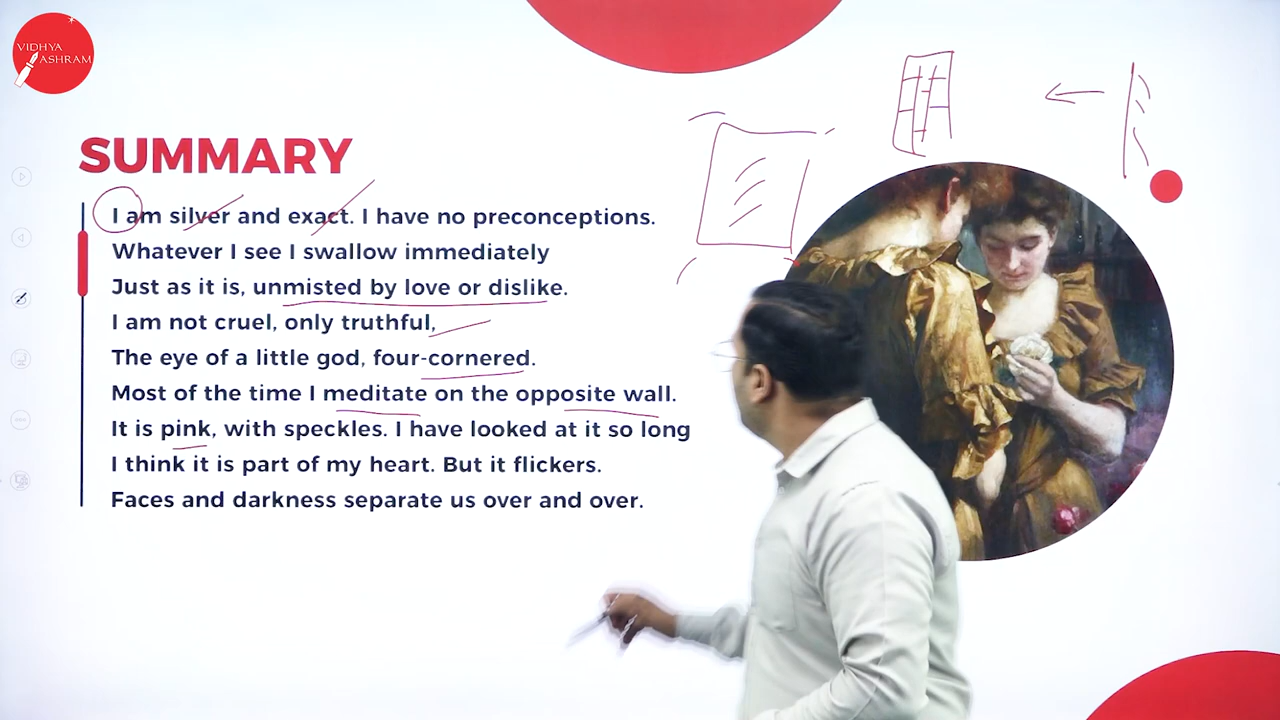 VIDHYA
ASHRAM
SUMMARY
I am silver and exact. I have no preconceptions.
Whatever I see I swallow immediately
Just as it is, unmisted by love or dislike.
I am not cruel, only truthful,
The eye of a little god, four-cornered.
Most of the time I meditate on the opposite wall.
It is pink, with speckles. I have looked at it so long
I think it is part of my heart. But it flickers.
Faces and darkness separate us over and over.